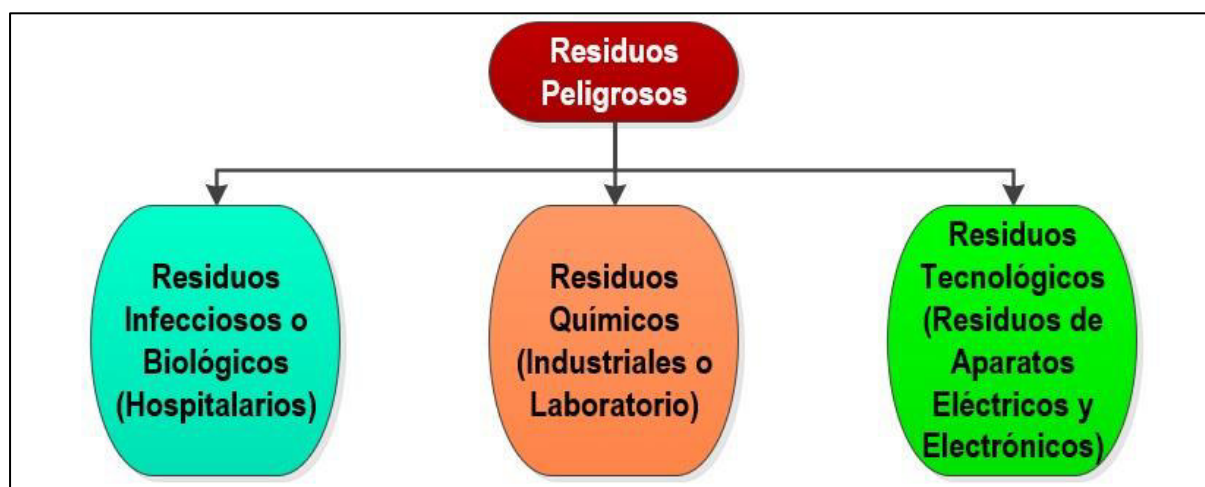 Residuos
Peligrosos
Residuos
Infecciosos o
Biológicos
(Hospitalarios)
Residuos
Químicos
(Industriales o
Laboratorio)
Residuos
Tecnológicos
(Residuos de
Aparatos
Eléctricos y
Electrónicos)